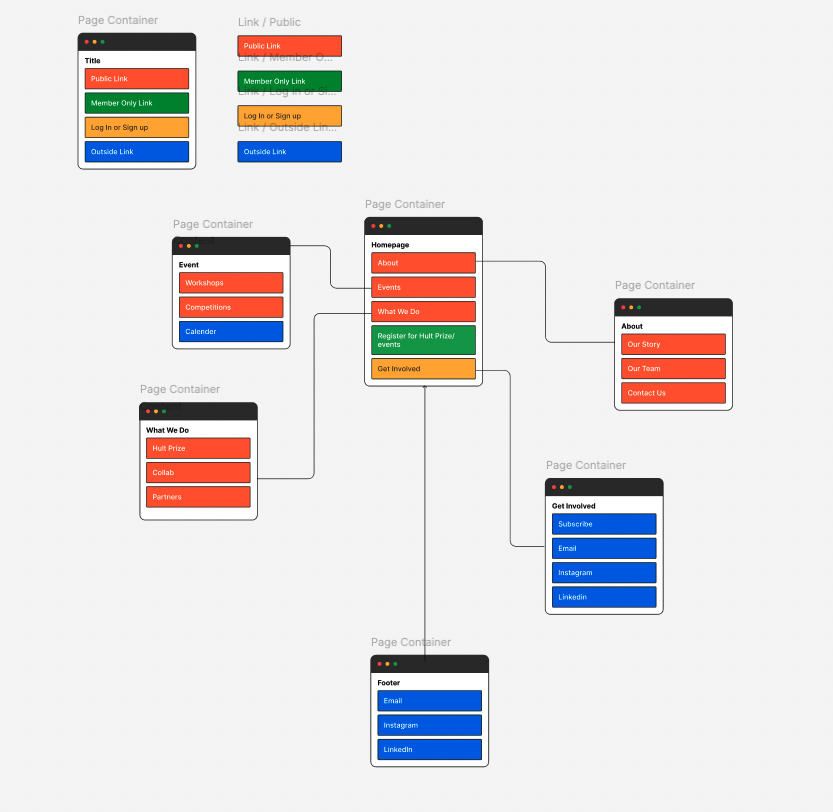 Page Container
Title
Public Link
Member Only Link
Log In or Sign up
Outside Link
Link / Public
Public Link
Link / Member O...
Member Only Link
Link / Log In or Si...
Log In or Sign up
Link / Outside Lin...
Outside Link
Page Container
Event
Workshops
Competitions
Calender
Page Container
Homepage
About
Events
What We Do
Register for Hult Prize/
events
Get Involved
Page Container
About
Our Story
Our Team
Contact Us
Page Container
What We Do
Hult Prize
Collab
Partners
Page Container
Get Involved
Subscribe
Email
Instagram
Linkedin
Page Container
Footer
Email
Instagram
LinkedIn